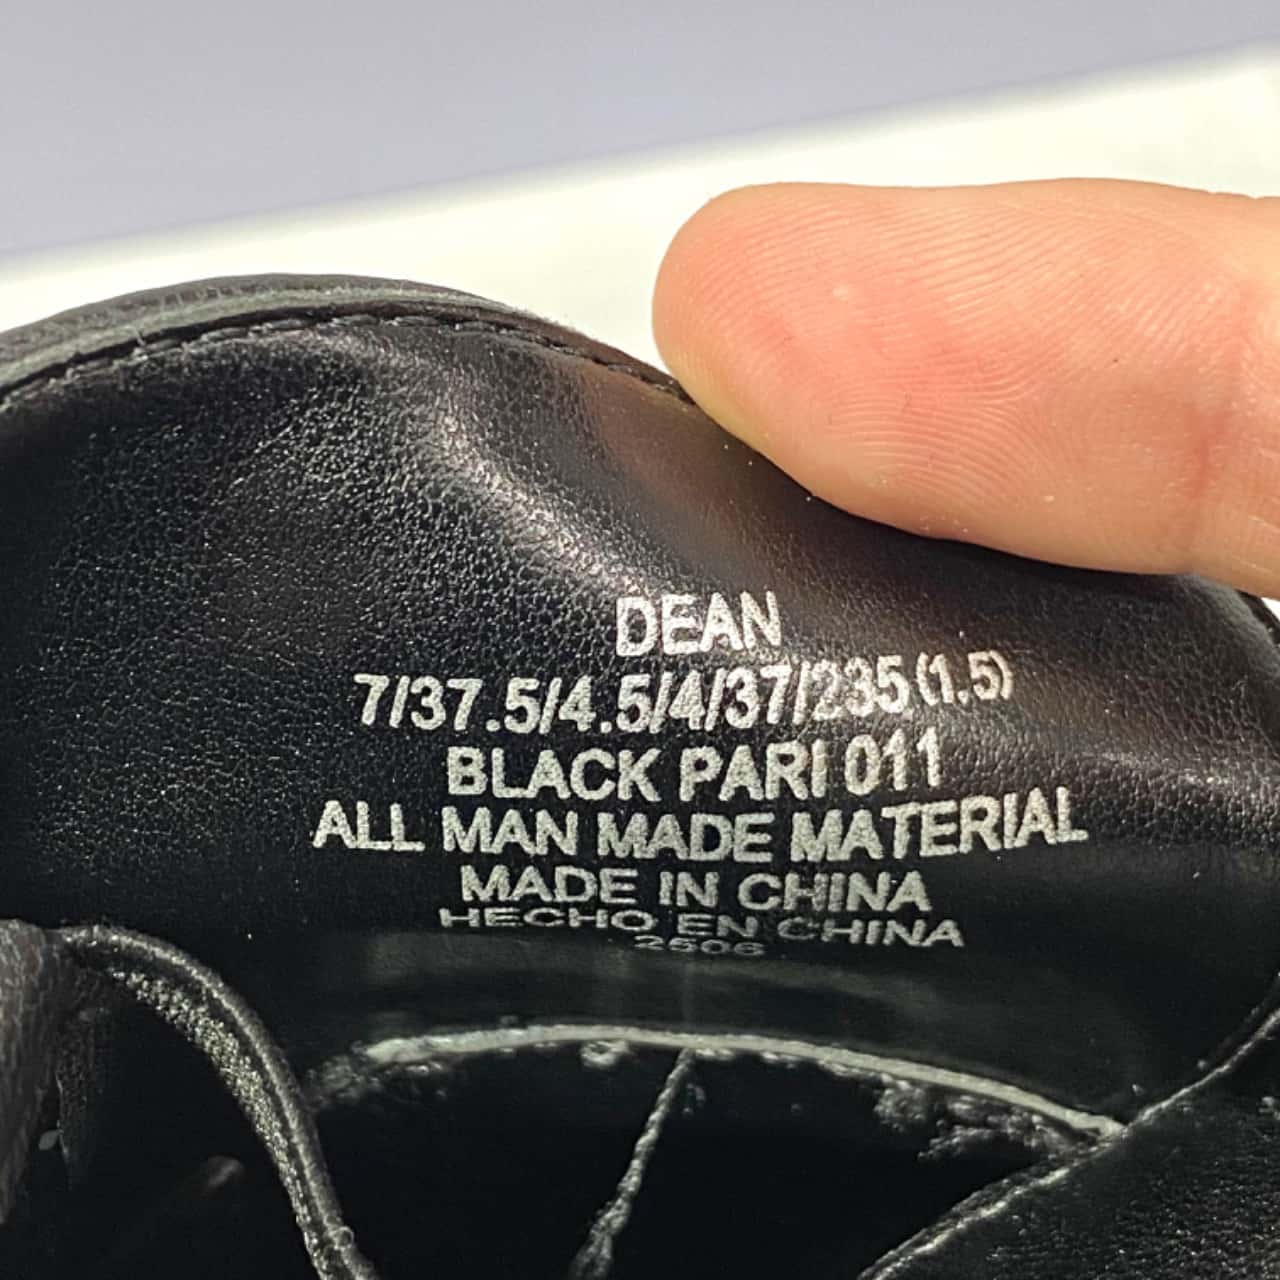 DEAN
7/37.5/4.5/4/37/235(1.5)
BLACK PARI 011
ALL MAN MADE MATERIAL
MADE IN CHINA
HECHO EN CHINA
2506